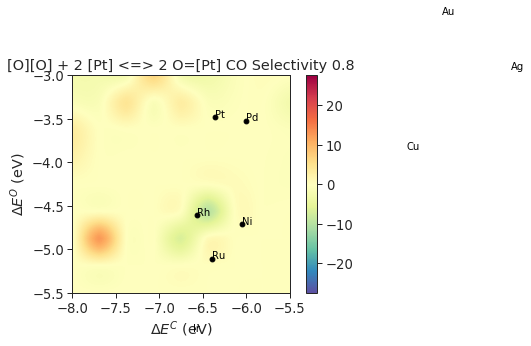 Au
[O][O] + 2 [Pt] <=> 2 O=[Pt] CO Selectivity 0.8
Ag
−3.0
−3.5
−4.0
−4.5
−5.0
−5.5
ΔE^O (eV)
Pt
Pd
Rh
Ni
Ru
Cu
20
10
0
−10
−20
−8.0 −7.5 −7.0 −6.5 −6.0 −5.5
ΔE^C (eV)
Ir